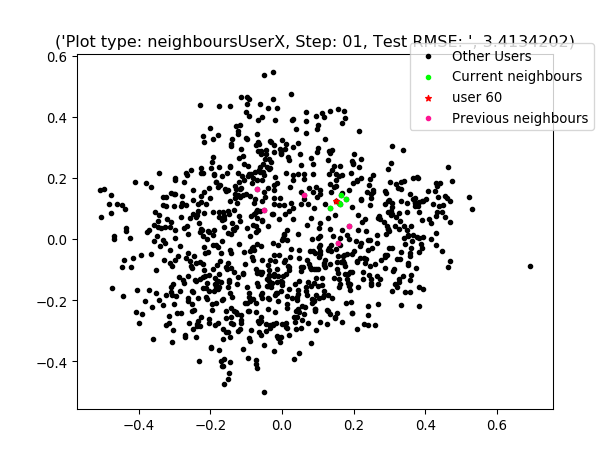 ('Plot type: neighboursUserX, Step: 01, Test RMSE: ', 3.4134202)
Other Users
Current neighbours
user 60
Previous neighbours
0.6
0.4
0.2
0.0
−0.2
−0.4
−0.4 −0.2 0.0 0.2 0.4 0.6